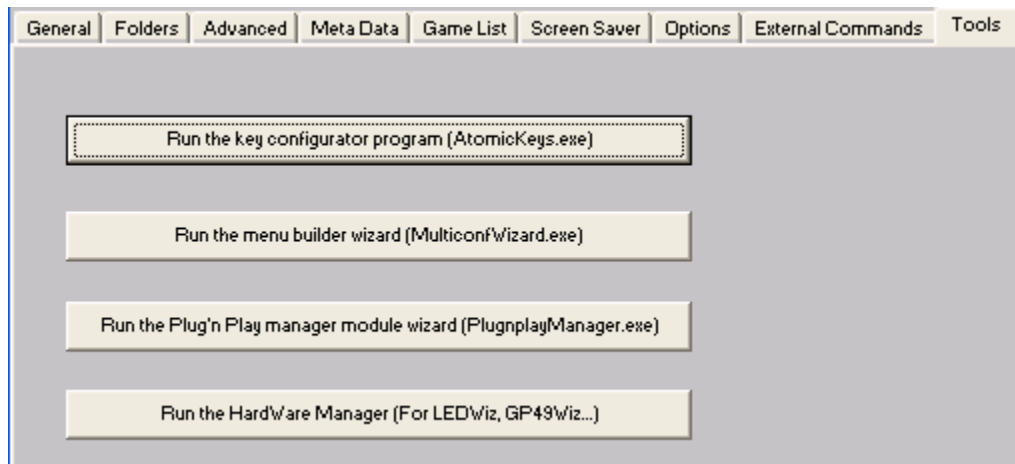 General Folders Advanced Meta Data Game List Screen Saver Options External Commands Tools
Run the key configurator program (AtomicKeys.exe)
Run the menu builder wizard (MulticonfWizard.exe)
Run the Plug'n Play manager module wizard (PlugnplayManager.exe)
Run the HardWare Manager (For LEDWiz, GP49Wiz...)